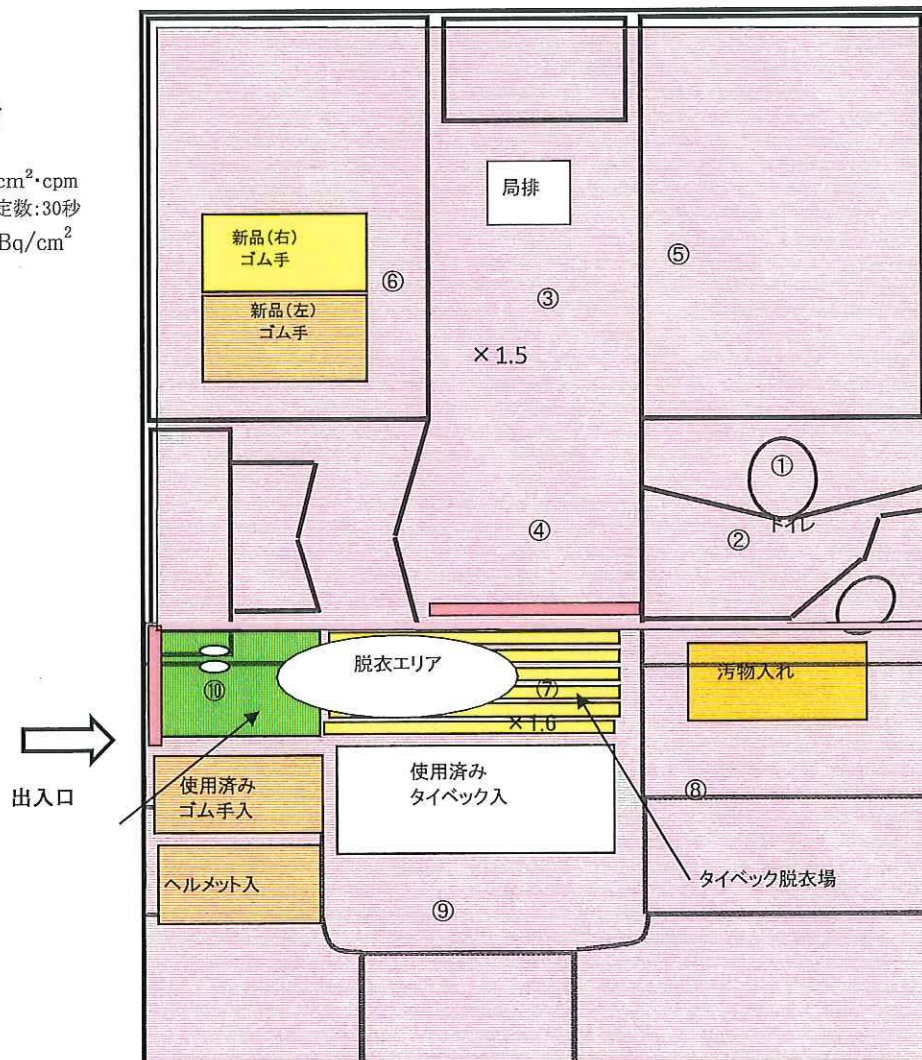 cm²・cpm
定数:30秒
Bq/cm²
局排
新品(右)
ゴム手
⑥
③
⑤
新品(左)
ゴム手
×1.5
①
④
②
トイレ
脱衣エリア
⑩
⑦
汚物入れ
×1.6
出入口
使用済み
ゴム手入
使用済み
タイベック入
⑧
ヘルメット入
タイベック脱衣場
⑨